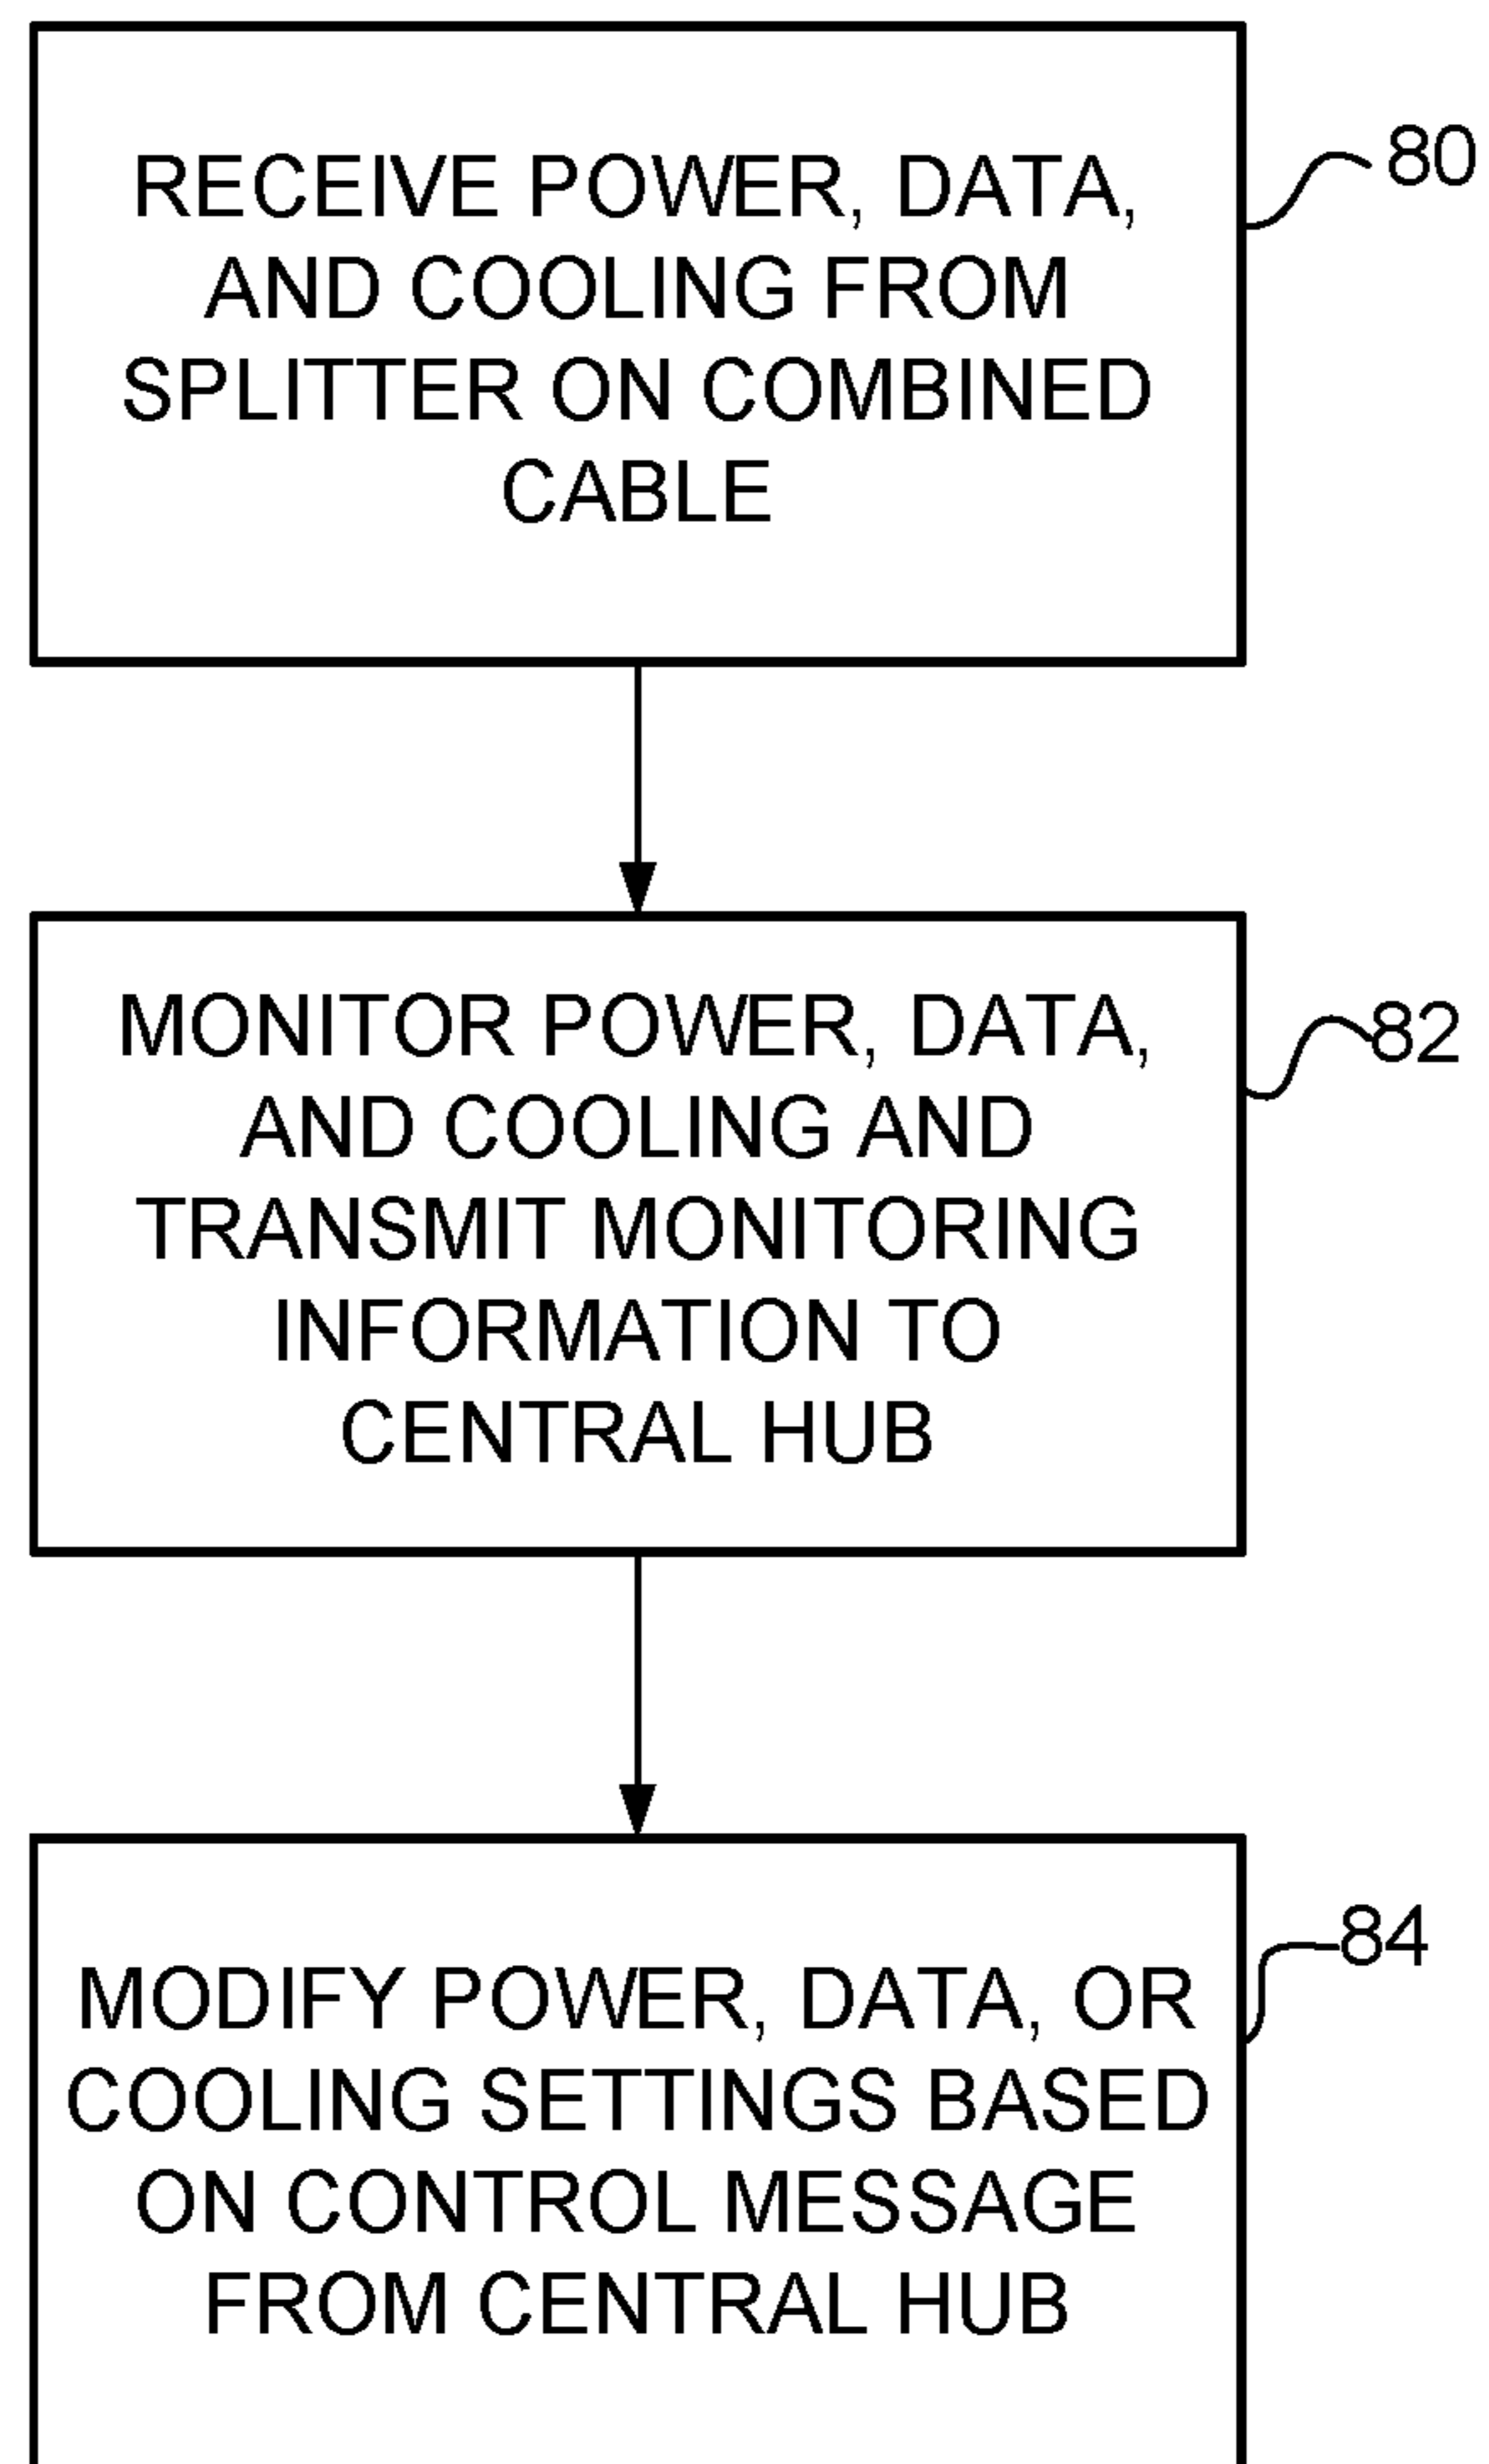 RECEIVE POWER, DATA,
AND COOLING FROM
SPLITTER ON COMBINED
CABLE
80
MONITOR POWER, DATA,
AND COOLING AND
TRANSMIT MONITORING
INFORMATION TO
CENTRAL HUB
82
MODIFY POWER, DATA, OR
COOLING SETTINGS BASED
ON CONTROL MESSAGE
FROM CENTRAL HUB
84